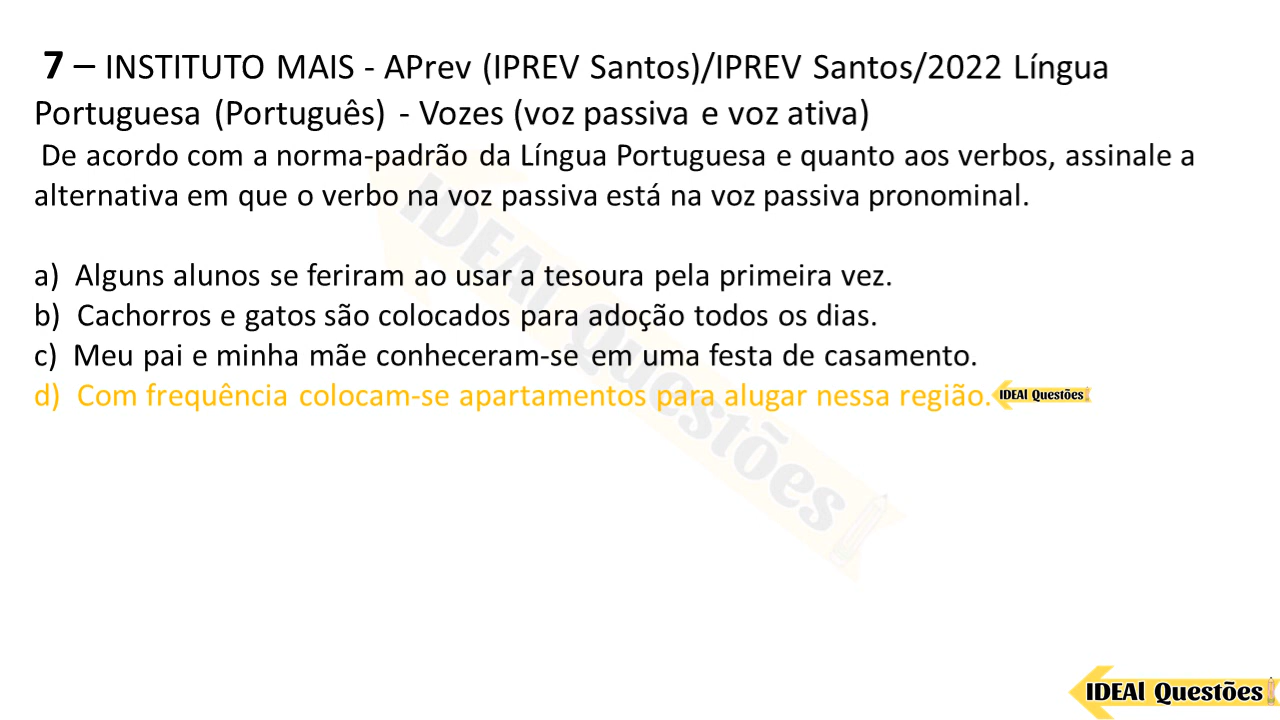 7 – INSTITUTO MAIS - APrev (IPREV Santos)/IPREV Santos/2022 Língua
Portuguesa (Português) - Vozes (voz passiva e voz ativa)
De acordo com a norma-padrão da Língua Portuguesa e quanto aos verbos, assinale a
alternativa em que o verbo na voz passiva está na voz passiva pronominal.
a) Alguns alunos se feriram ao usar a tesoura pela primeira vez.
b) Cachorros e gatos são colocados para adoção todos os dias.
c) Meu pai e minha mãe conheceram-se em uma festa de casamento.
d) Com frequência colocam-se apartamentos para alugar nessa região. IDEAl Questões
IDEAl Questões
IDEAl Questões